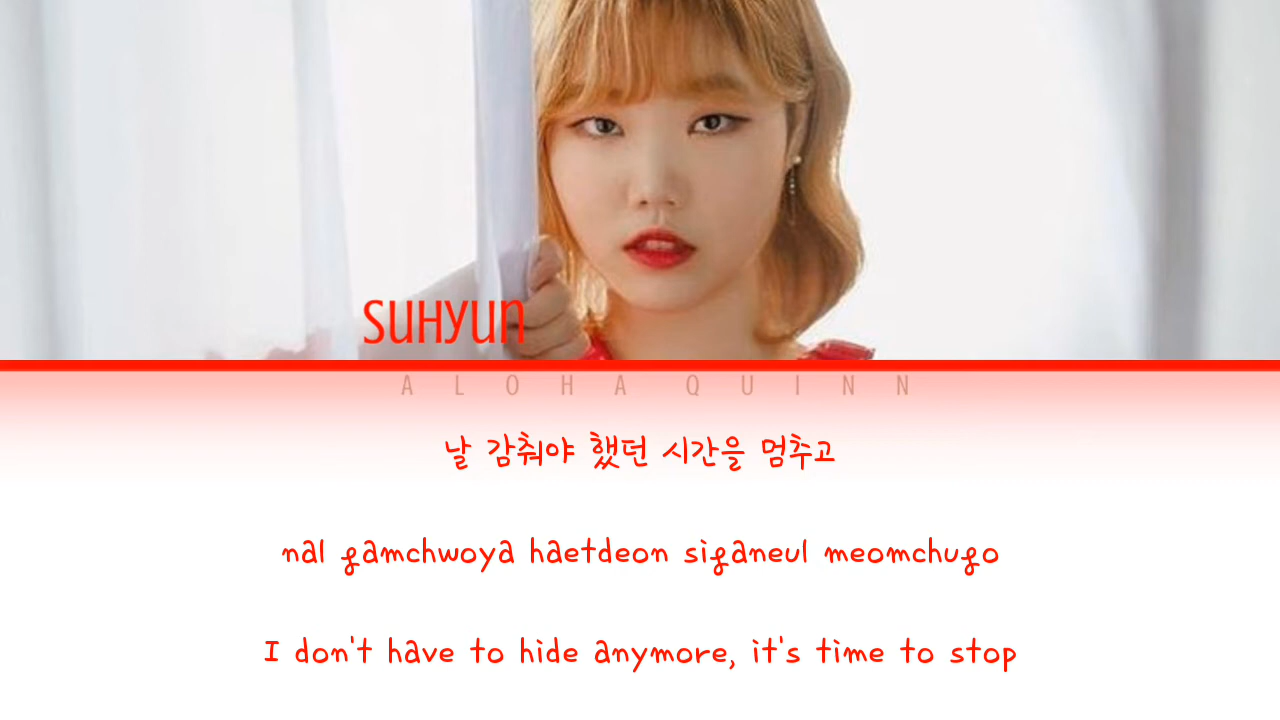 SUHYUN
ALOHA QUINN
날 감춰야 했던 시간을 멈추고
nal gamchwoya haetdeon siganeul meomchugo
I don't have to hide anymore, it's time to stop